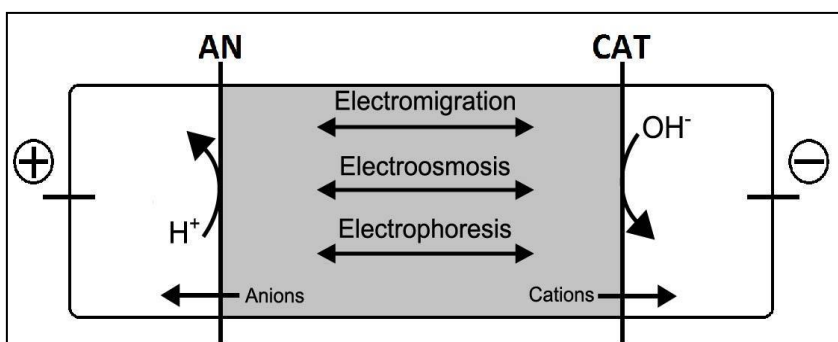 AN CAT
Electromigration
+ OH⁻ −
Electroosmosis
H⁺ Electrophoresis
Anions Cations